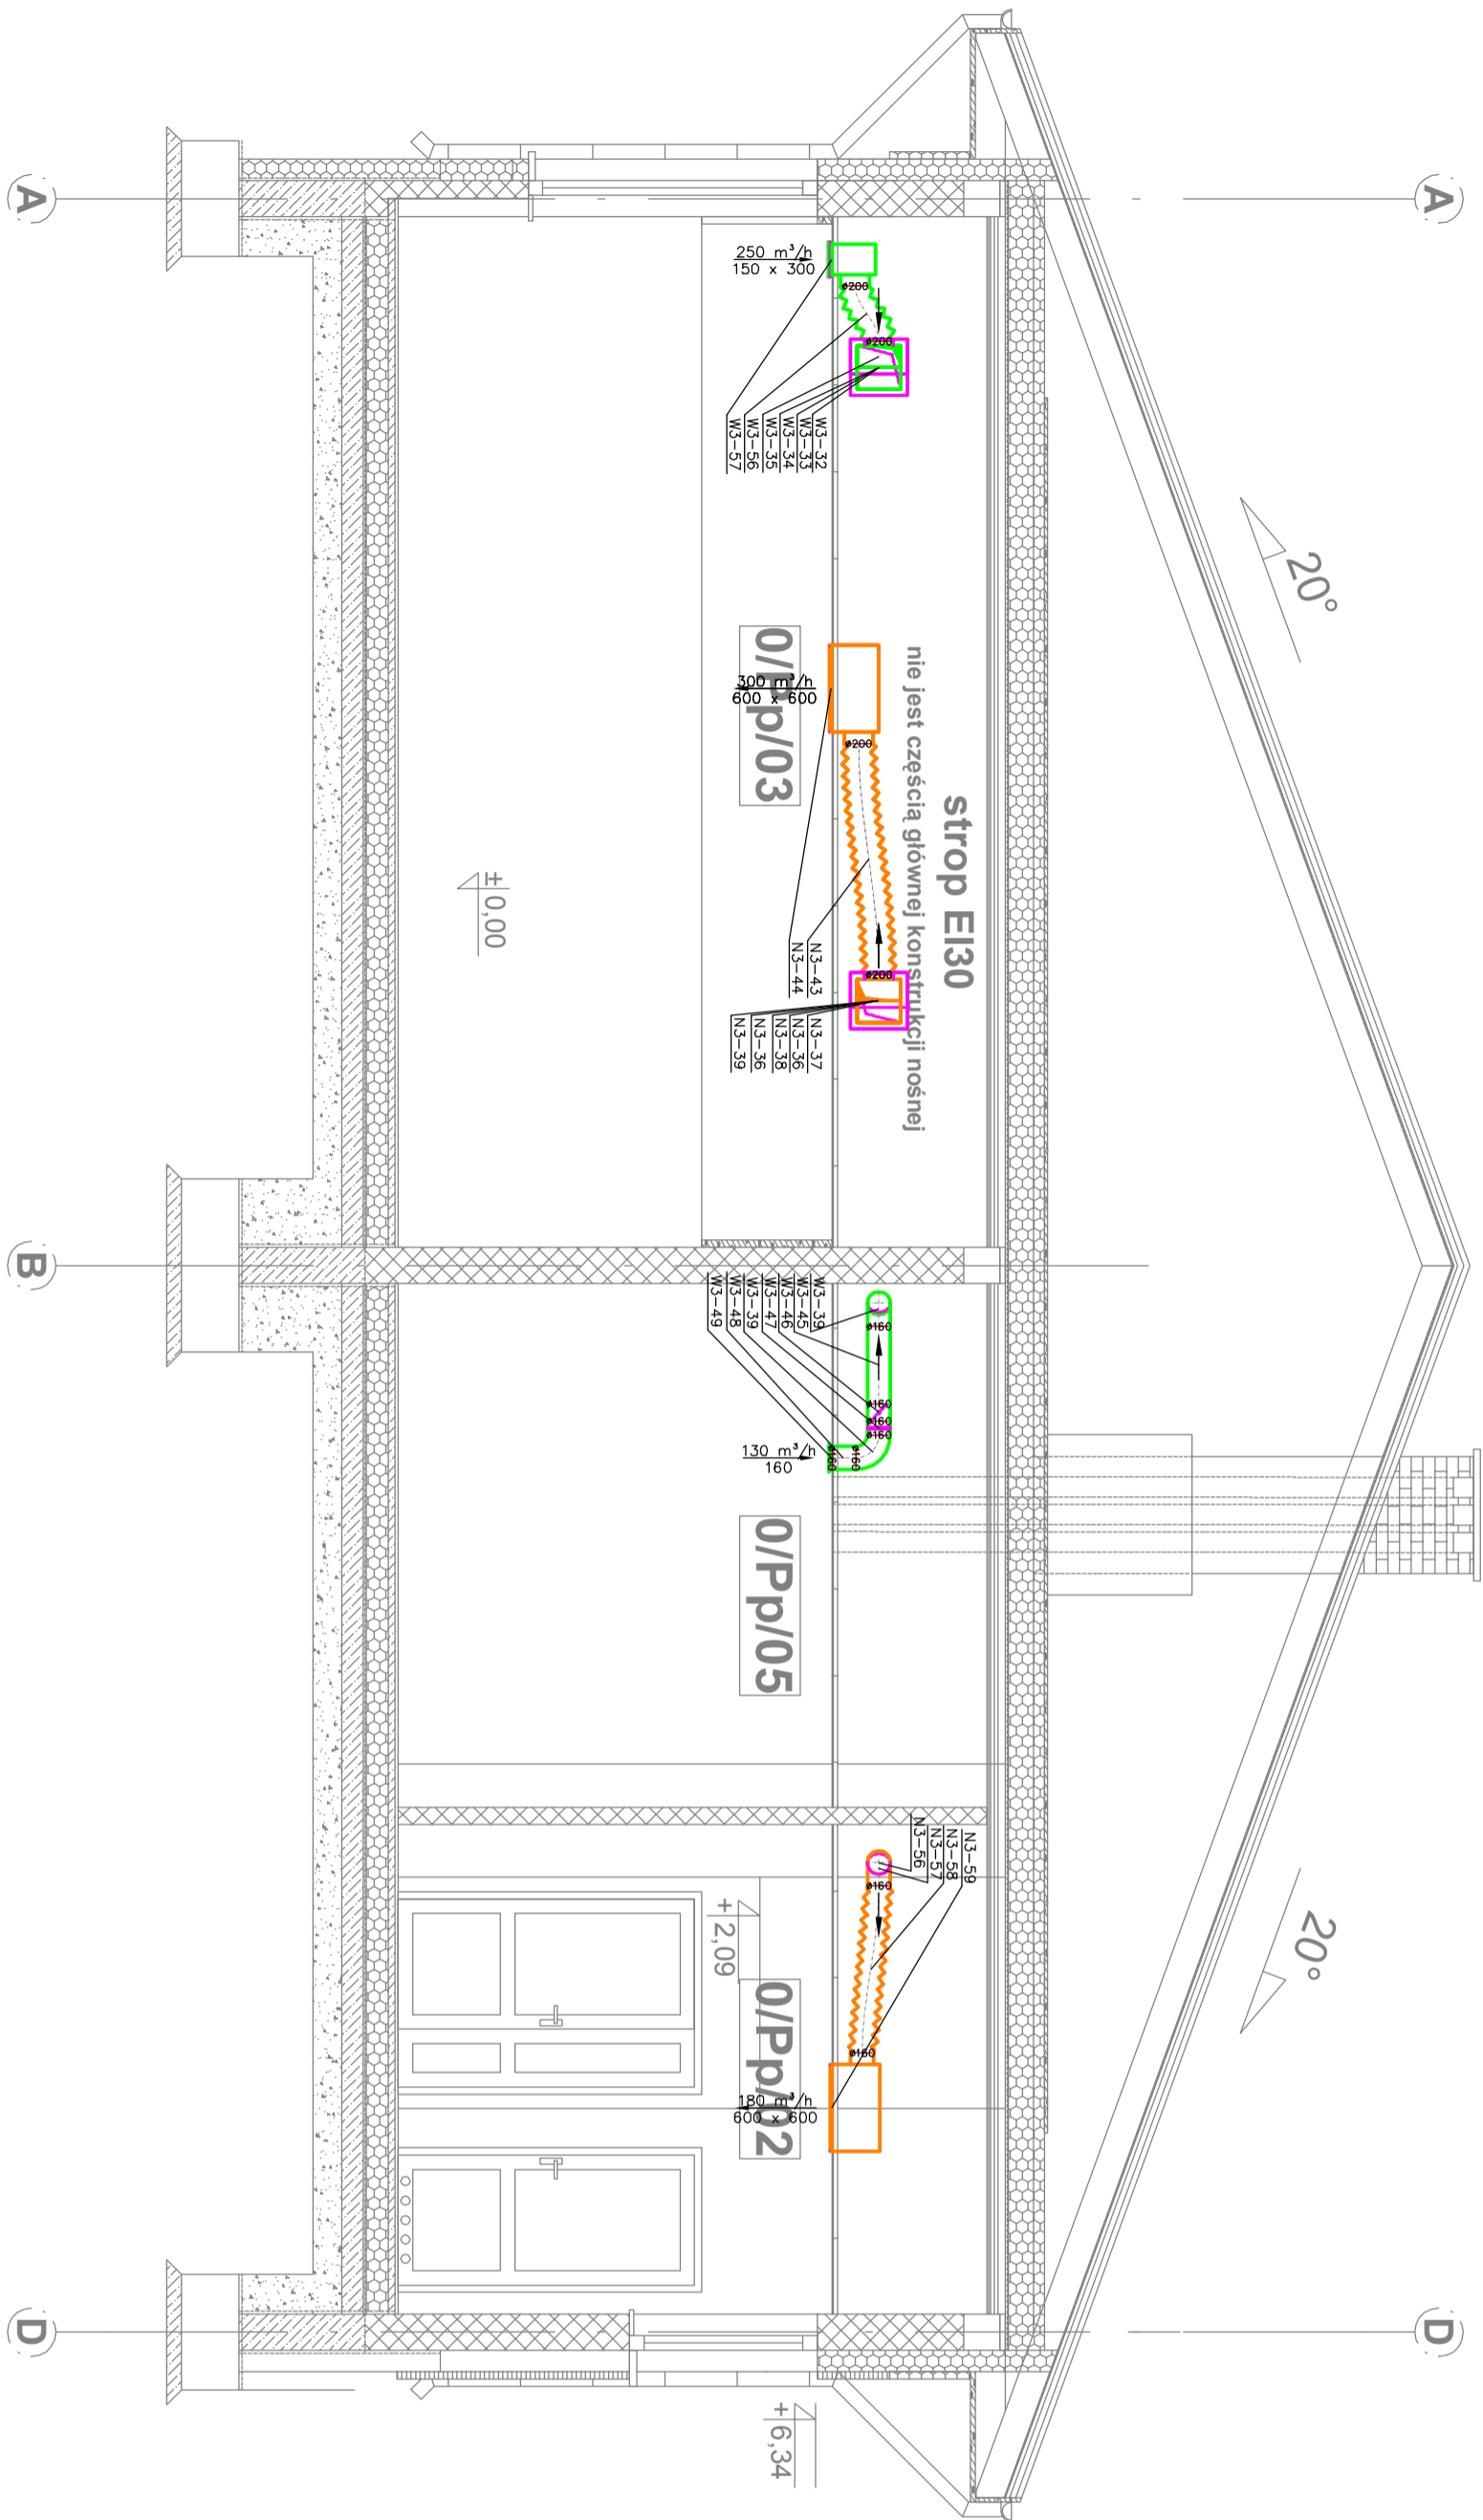 A
A
20°
250 m³/h
150 x 300
ø200
ø200
W3-32
W3-33
W3-34
W3-35
W3-56
W3-57
strop EI30
nie jest częścią głównej konstrukcji nośnej
0/Pp/03
300 m³/h
600 x 600
ø200
ø200
N3-43
N3-44
N3-37
N3-36
N3-38
N3-36
N3-39
±0,00
B
W3-39
W3-45
W3-46
W3-47
W3-39
W3-48
W3-49
ø160
ø160
ø160
ø160
ø160
ø160
130 m³/h
160
0/Pp/05
20°
N3-59
N3-58
N3-57
N3-56
ø160
ø160
+2,09
0/Pp/02
180 m³/h
600 x 600
D
D
+6,34